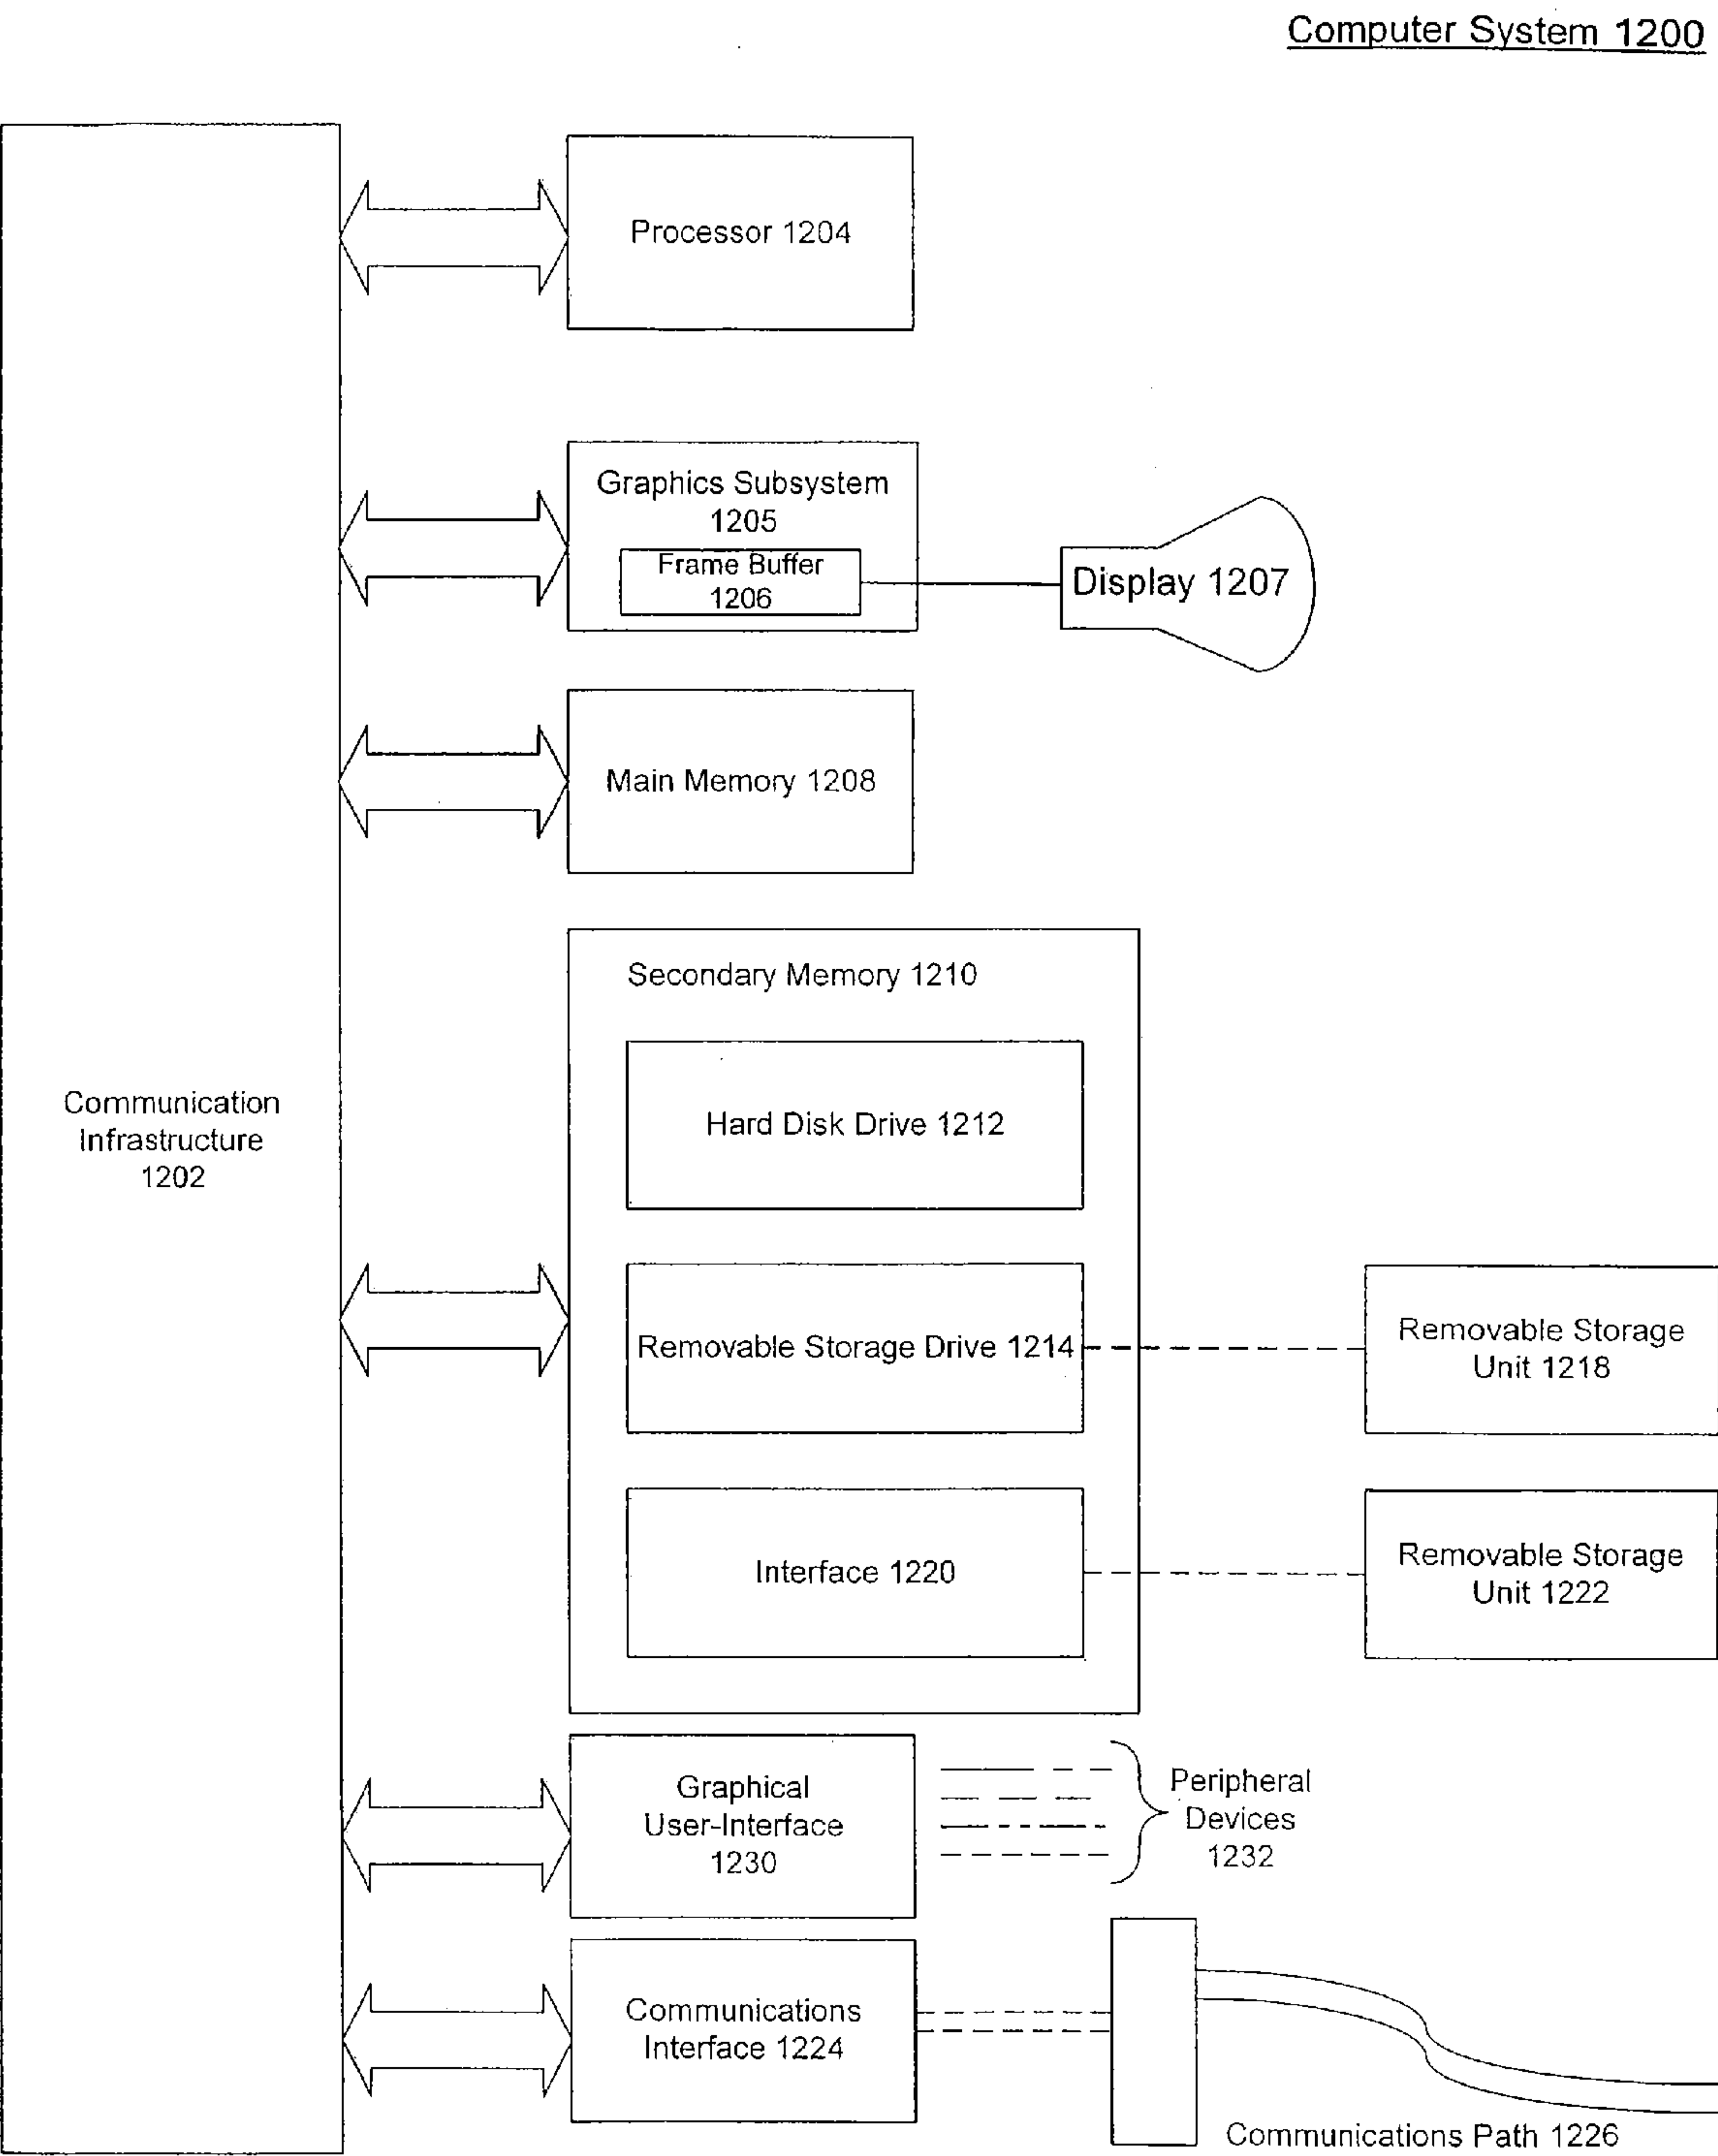 Computer System 1200
Processor 1204
Graphics Subsystem
1205
Frame Buffer
1206
Display 1207
Main Memory 1208
Secondary Memory 1210
Communication
Infrastructure
1202
Hard Disk Drive 1212
Removable Storage Drive 1214
Removable Storage
Unit 1218
Interface 1220
Removable Storage
Unit 1222
Graphical
User-Interface
1230
Peripheral
Devices
1232
Communications
Interface 1224
Communications Path 1226